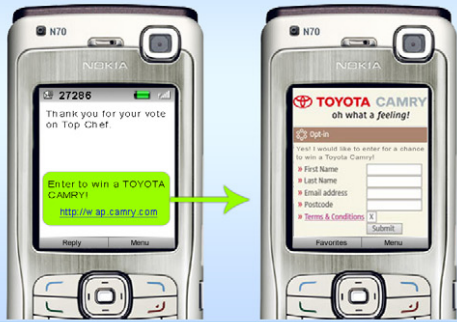 N70
NOKIA
27286
Thank you for your vote
on Top Chef.
Enter to win a TOYOTA
CAMRY!
http://wap.camry.com
Reply Menu
N70
NOKIA
TOYOTA CAMRY
oh what a feeling!
Opt-in
Yes! I would like to enter for a chance
to win a Toyota Camry!
» First Name
» Last Name
» Email address
» Postcode
» Terms & Conditions X
Submit
Favorites Menu